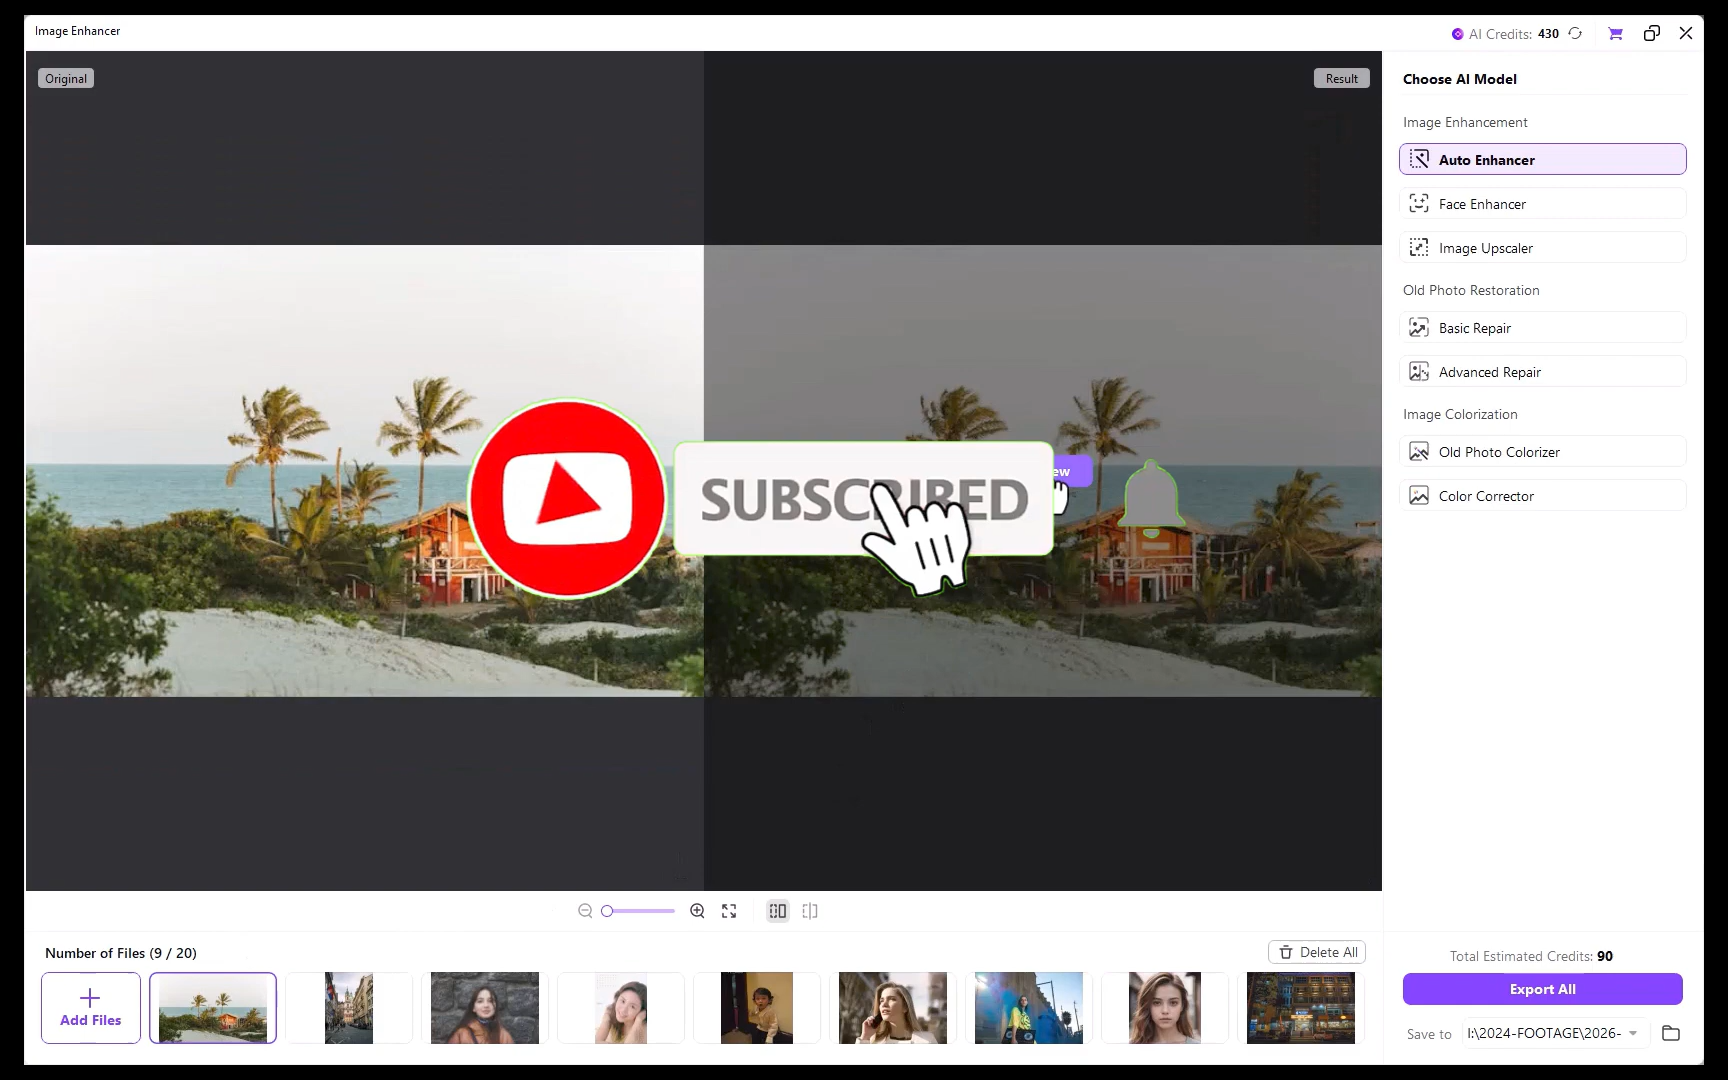 Image Enhancer
AI Credits: 430
Original
Result
Choose AI Model
Image Enhancement
Auto Enhancer
Face Enhancer
Image Upscaler
Old Photo Restoration
Basic Repair
Advanced Repair
Image Colorization
Old Photo Colorizer
Color Corrector
SUBSCRIBED
Number of Files (9 / 20)
Delete All
Add Files
Total Estimated Credits: 90
Export All
Save to
I:\2024-FOOTAGE\2026-